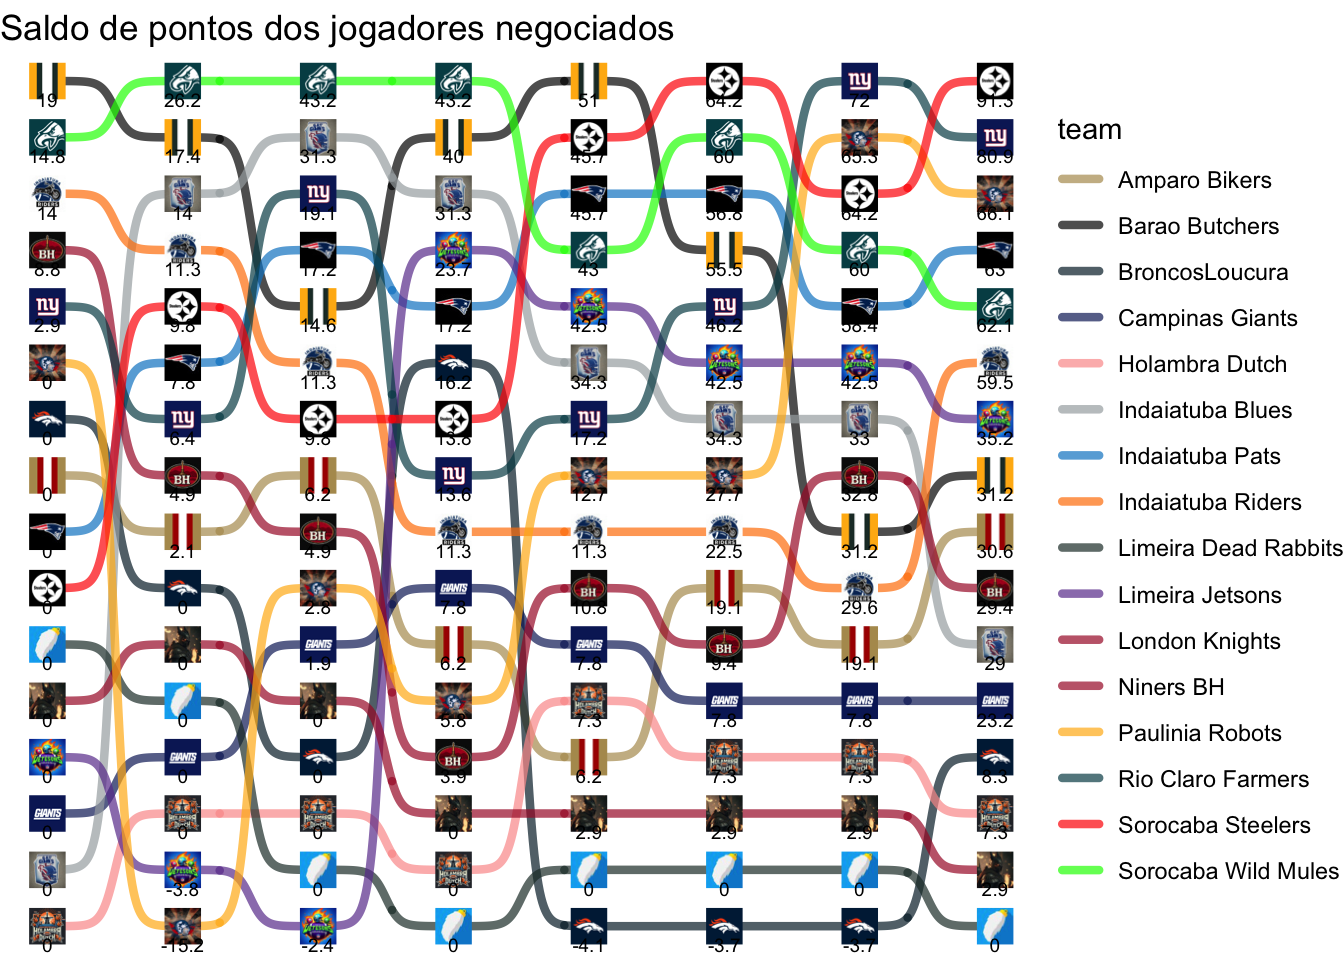 Saldo de pontos dos jogadores negociados
19 26.2 43.2 43.2 51 64.2 72 91.3
14.8 17.4 31.3 40 45.7 60 65.3 80.9
14 14 19.1 31.3 45.7 56.8 64.2 66.1
8.8 11.3 17.2 23.7 43 55.5 60 63
2.9 9.8 14.6 17.2 42.5 46.2 58.4 62.1
0 7.8 11.3 16.2 34.3 42.5 42.5 59.5
0 6.4 9.8 13.8 17.2 34.3 33 35.2
0 4.9 6.2 13.6 12.7 27.7 32.8 31.2
0 2.1 4.9 11.3 11.3 22.5 31.2 30.6
0 0 2.8 7.8 10.8 19.1 29.6 29.4
0 0 1.9 6.2 7.8 9.4 19.1 29
0 0 0 5.8 7.3 7.8 7.8 23.2
0 0 0 3.9 6.2 7.3 7.3 8.3
0 0 0 0 2.9 2.9 2.9 7.3
0 -3.8 0 0 0 0 0 2.9
0 -15.2 -2.4 0 -4.1 -3.7 -3.7 0
team
Amparo Bikers
Barao Butchers
BroncosLoucura
Campinas Giants
Holambra Dutch
Indaiatuba Blues
Indaiatuba Pats
Indaiatuba Riders
Limeira Dead Rabbits
Limeira Jetsons
London Knights
Niners BH
Paulinia Robots
Rio Claro Farmers
Sorocaba Steelers
Sorocaba Wild Mules